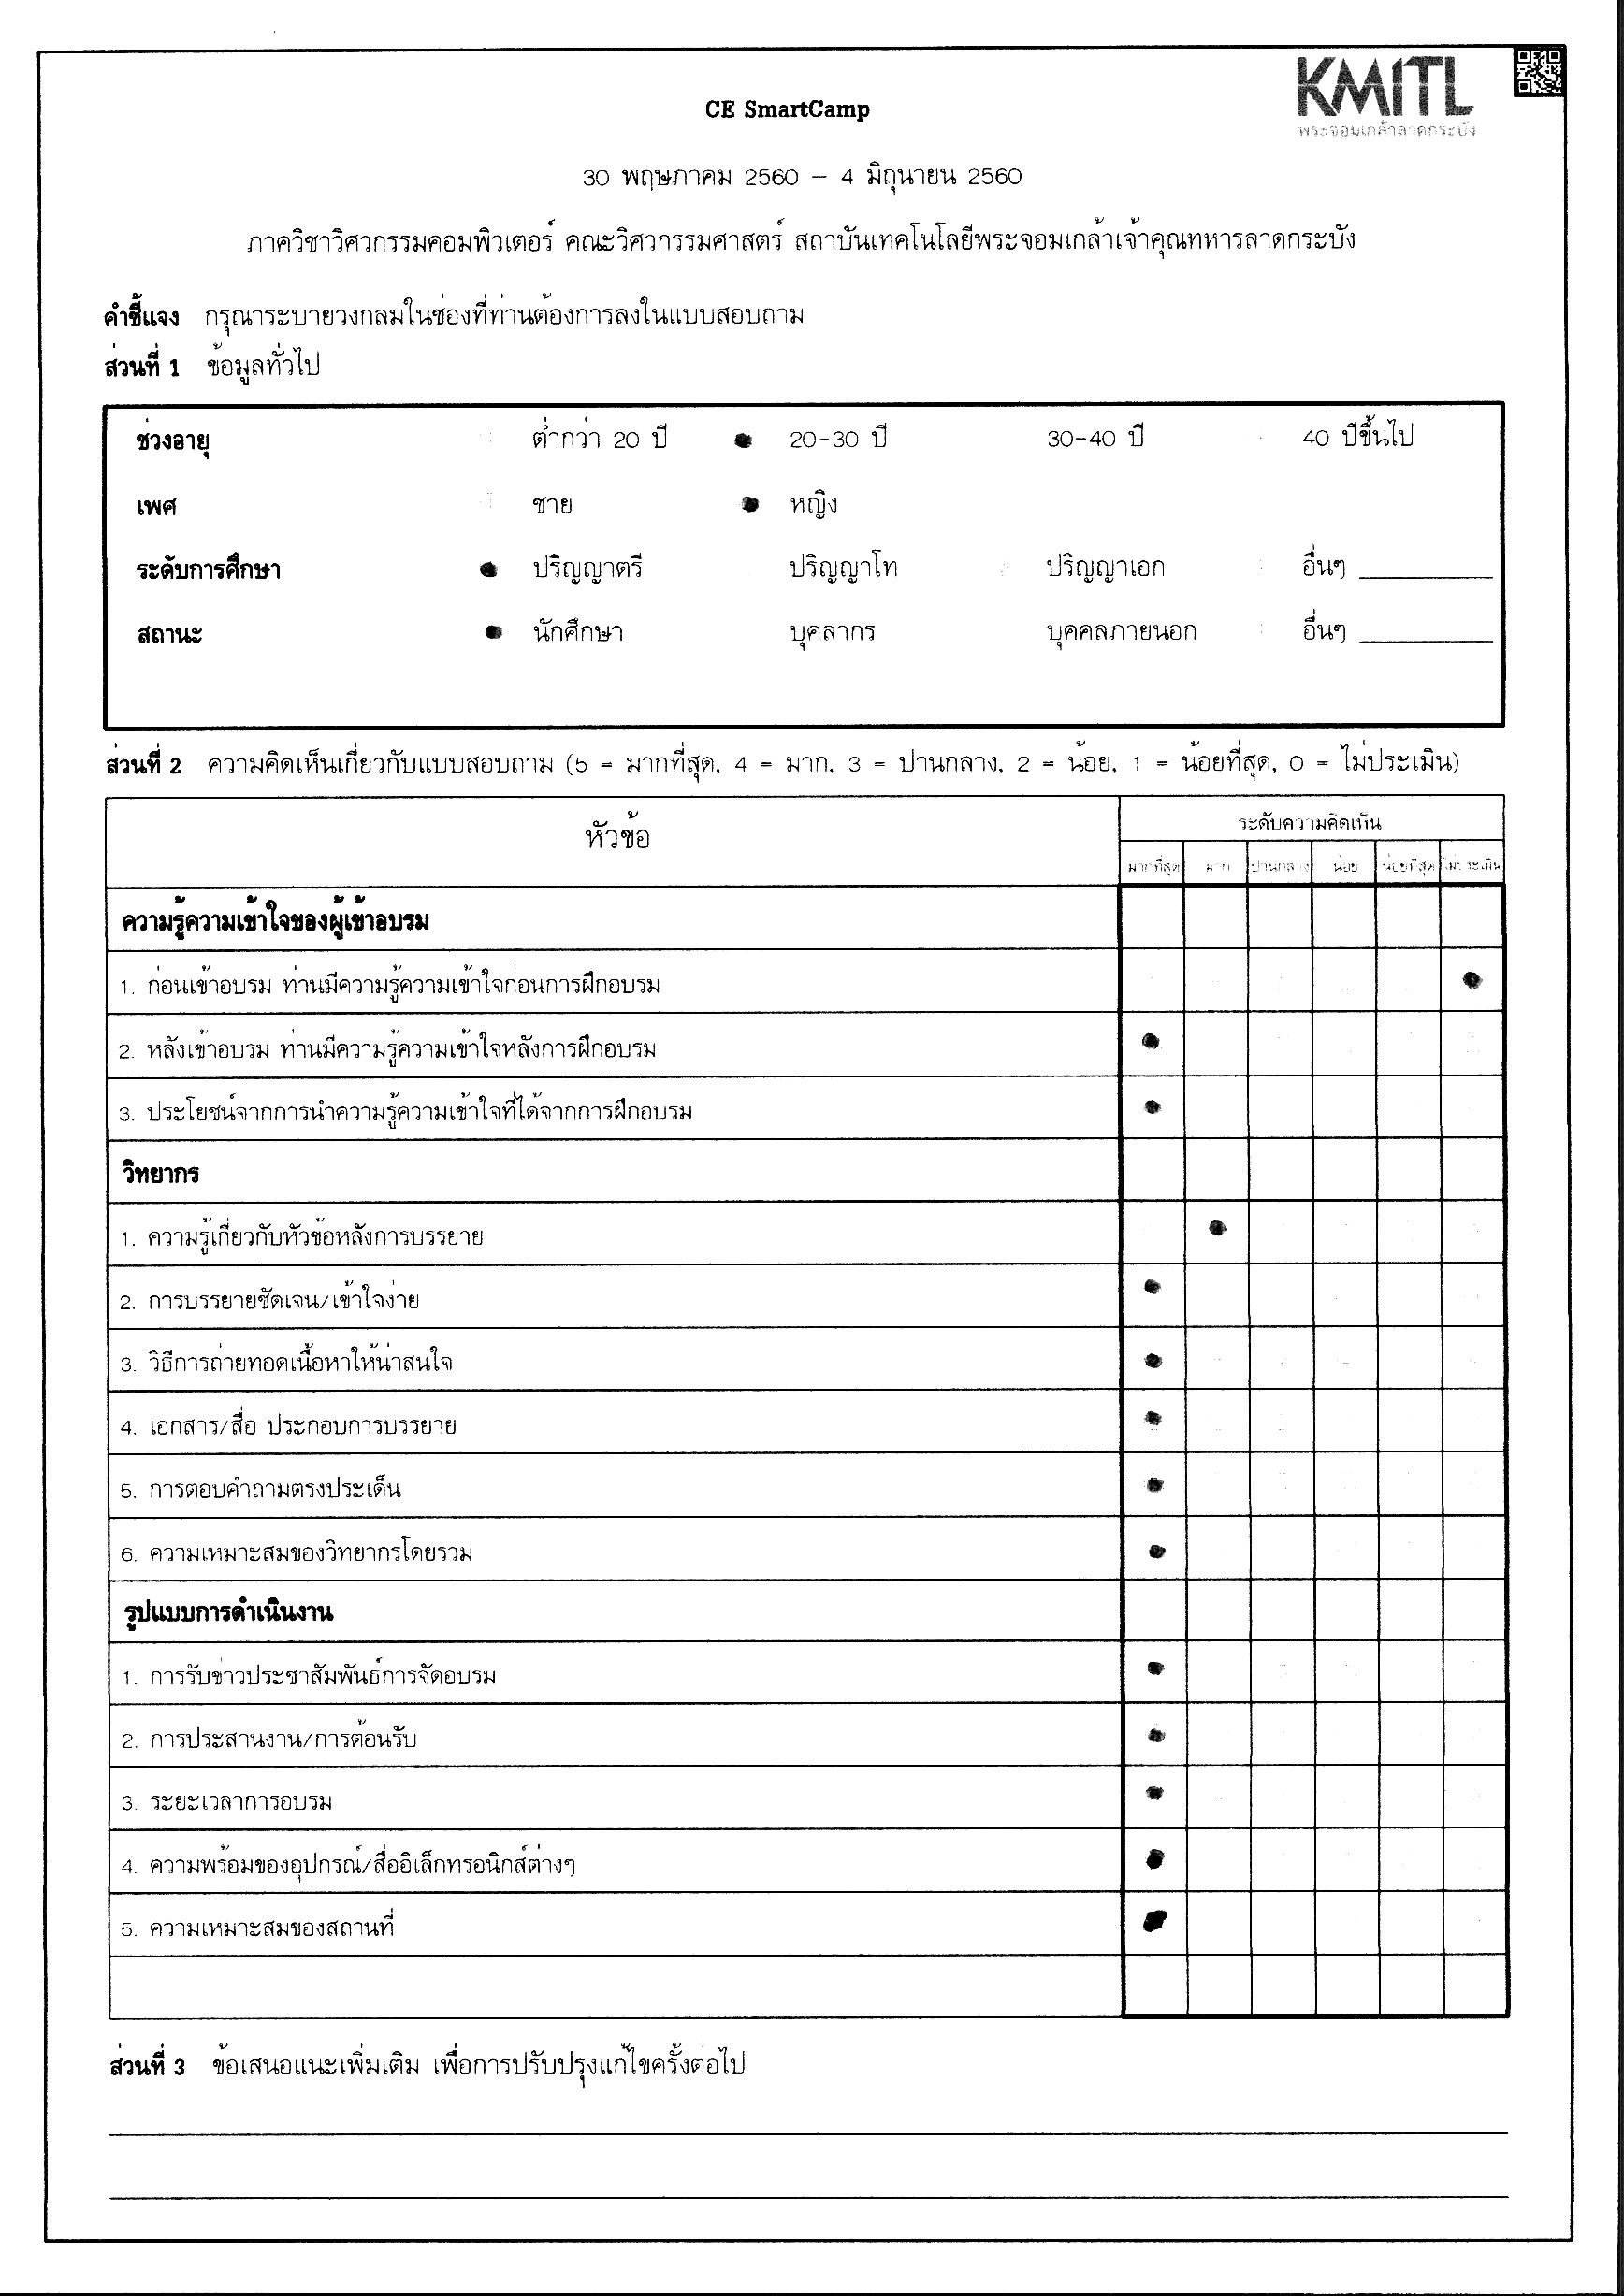 KMITL
พระจอมเกล้าลาดกระบัง
CE SmartCamp
30 พฤษภาคม 2560 - 4 มิถุนายน 2560
ภาควิชาวิศวกรรมคอมพิวเตอร์ คณะวิศวกรรมศาสตร์ สถาบันเทคโนโลยีพระจอมเกล้าเจ้าคุณทหารลาดกระบัง
คำชี้แจง กรุณาระบายวงกลมในช่องที่ท่านต้องการลงในแบบสอบถาม
ส่วนที่ 1 ข้อมูลทั่วไป
ช่วงอายุ ต่ำกว่า 20 ปี 20-30 ปี 30-40 ปี 40 ปีขึ้นไป
เพศ ชาย หญิง
ระดับการศึกษา ปริญญาตรี ปริญญาโท ปริญญาเอก อื่นๆ
สถานะ นักศึกษา บุคลากร บุคคลภายนอก อื่นๆ
ส่วนที่ 2 ความคิดเห็นเกี่ยวกับแบบสอบถาม (5 = มากที่สุด, 4 = มาก, 3 = ปานกลาง, 2 = น้อย, 1 = น้อยที่สุด, 0 = ไม่ประเมิน)
หัวข้อ ระดับความคิดเห็น
มากที่สุด มาก ปานกลาง น้อย น้อยที่สุด ไม่ประเมิน
ความรู้ความเข้าใจของผู้เข้าอบรม
1. ก่อนเข้าอบรม ท่านมีความรู้ความเข้าใจก่อนการฝึกอบรม
2. หลังเข้าอบรม ท่านมีความรู้ความเข้าใจหลังการฝึกอบรม
3. ประโยชน์จากการนำความรู้ความเข้าใจที่ได้จากการฝึกอบรม
วิทยากร
1. ความรู้เกี่ยวกับหัวข้อหลังการบรรยาย
2. การบรรยายชัดเจน/เข้าใจง่าย
3. วิธีการถ่ายทอดเนื้อหาให้น่าสนใจ
4. เอกสาร/สื่อ ประกอบการบรรยาย
5. การตอบคำถามตรงประเด็น
6. ความเหมาะสมของวิทยากรโดยรวม
รูปแบบการดำเนินงาน
1. การรับข่าวประชาสัมพันธ์การจัดอบรม
2. การประสานงาน/การต้อนรับ
3. ระยะเวลาการอบรม
4. ความพร้อมของอุปกรณ์/สื่ออิเล็กทรอนิกส์ต่างๆ
5. ความเหมาะสมของสถานที่
ส่วนที่ 3 ข้อเสนอแนะเพิ่มเติม เพื่อการปรับปรุงแก้ไขครั้งต่อไป